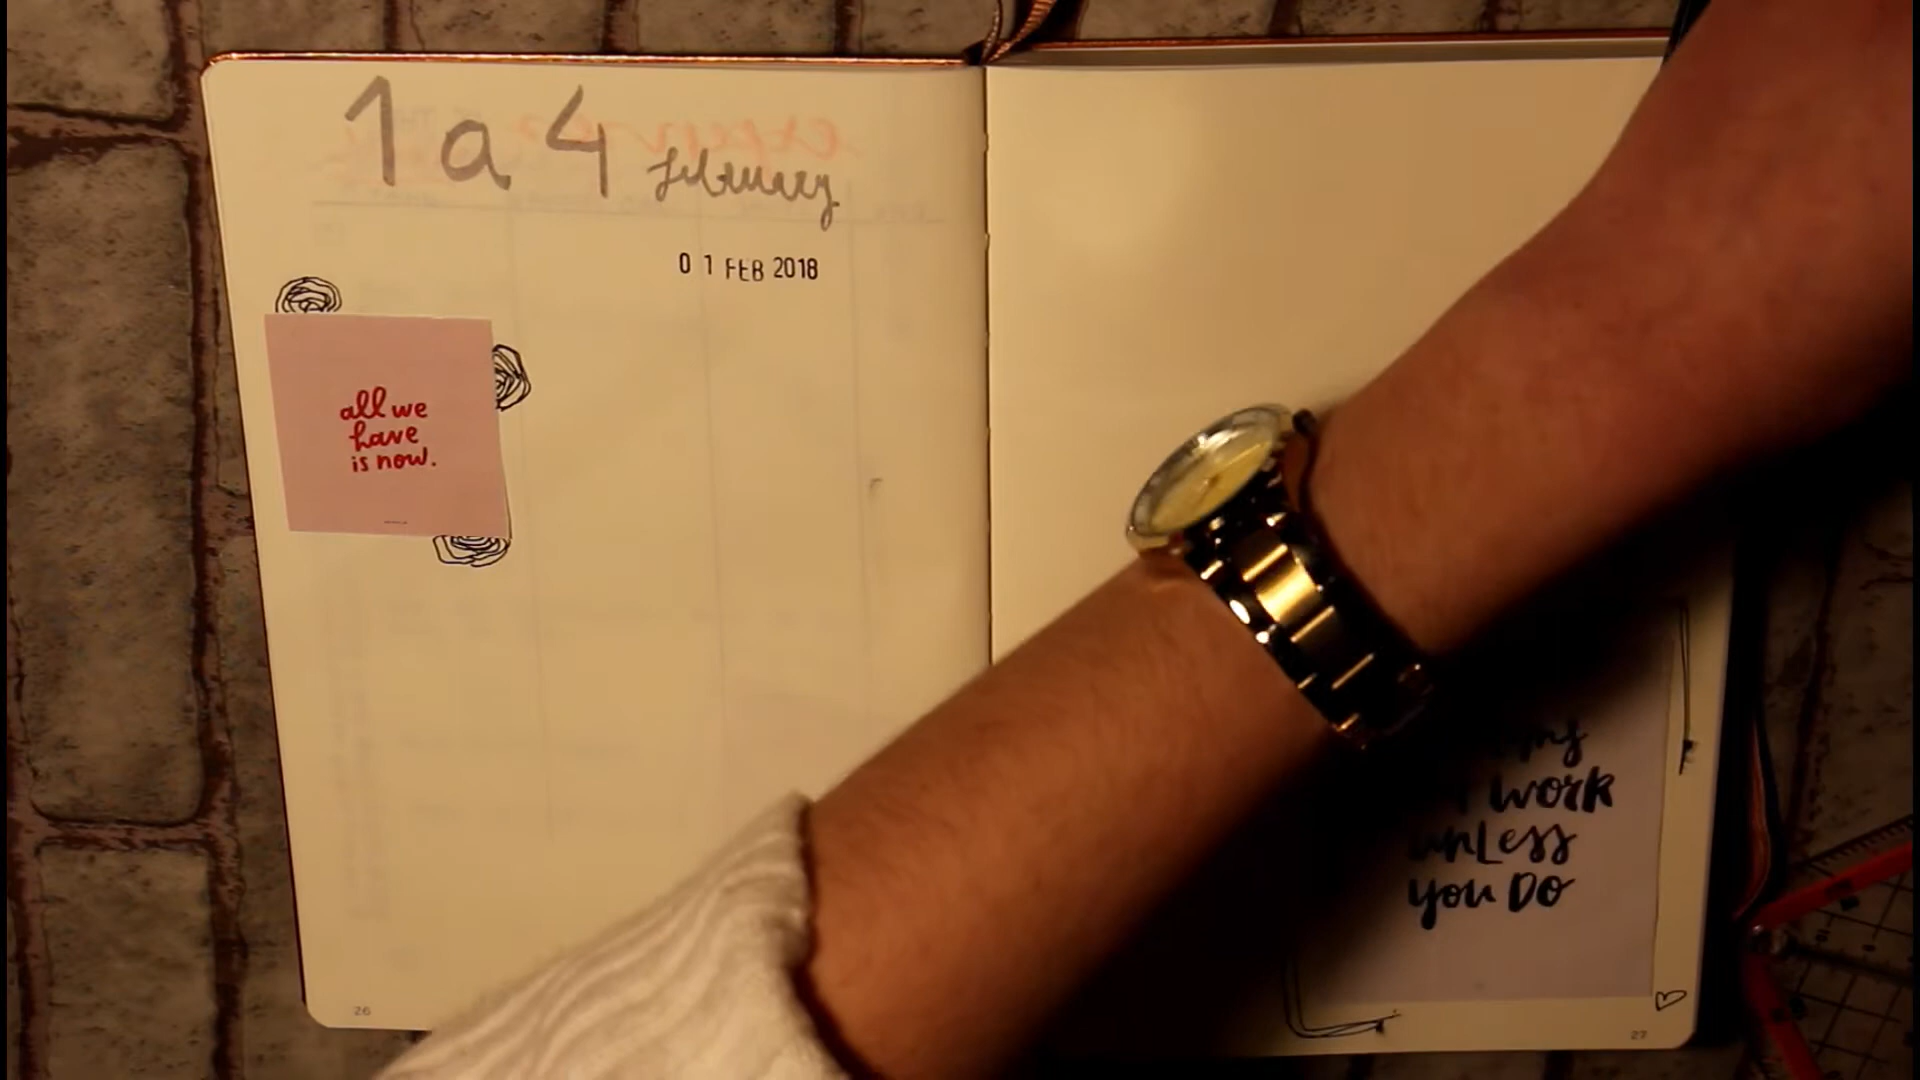 1 a 4 february
01 FEB 2018
all we
have
is now.
work
unless
you Do
26
27